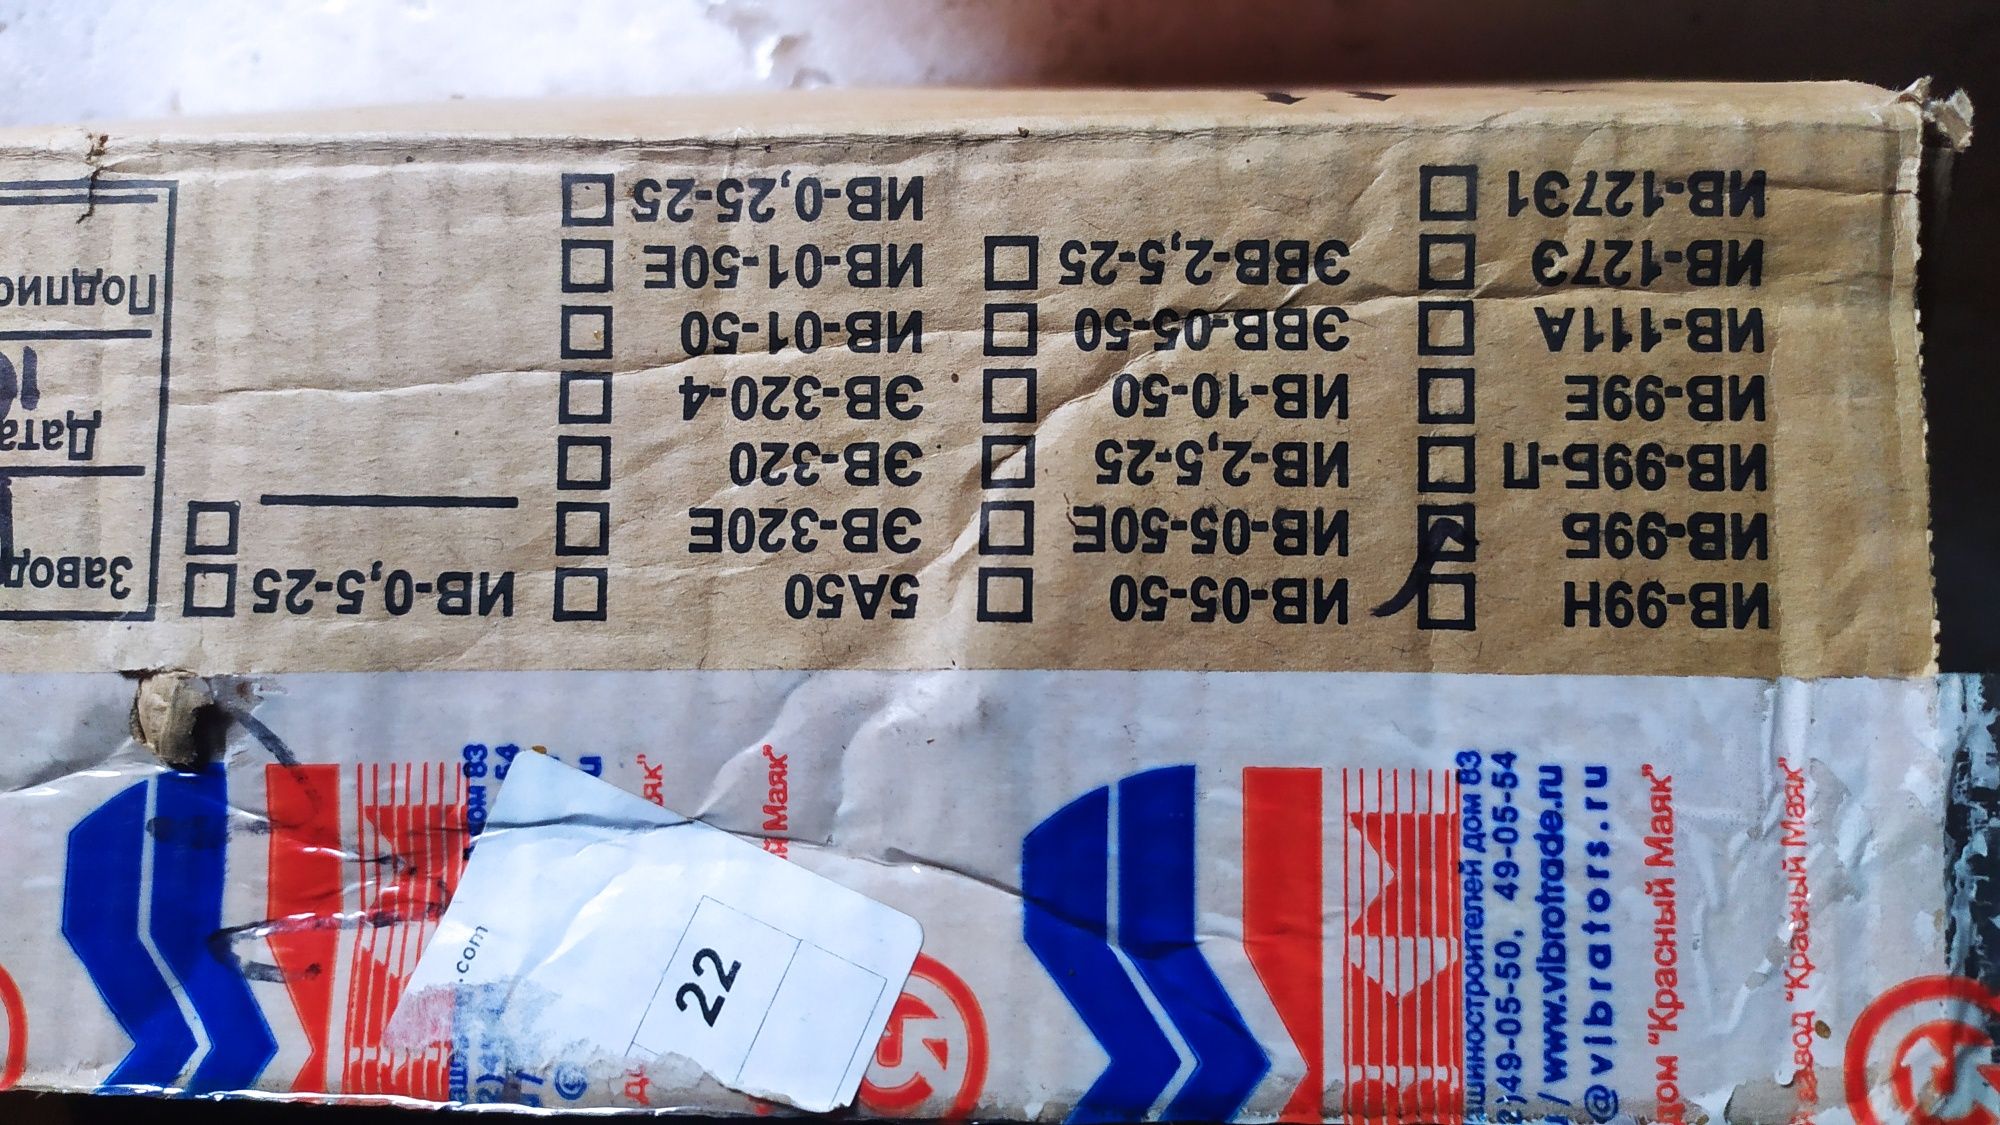 ИВ-99Н
ИВ-99Б
ИВ-99Б-П
ИВ-99Е
ИВ-111А
ИВ-127Э
ИВ-127Э1
ИВ-05-50
ИВ-05-50Е
ИВ-2,5-25
ИВ-10-50
ЭВВ-05-50
ЭВВ-2,5-25
5А50
ЭВ-320Е
ЭВ-320
ЭВ-320-4
ИВ-01-50
ИВ-01-50Е
ИВ-0,25-25
ИВ-0,5-25
Завод
Дата
22
.com
дом 83
54
Маяк"
49-05-50, 49-05-54
/ www.vibrotrade.ru
@vibrators.ru
дом "Красный Маяк"
завод "Красный Маяк"